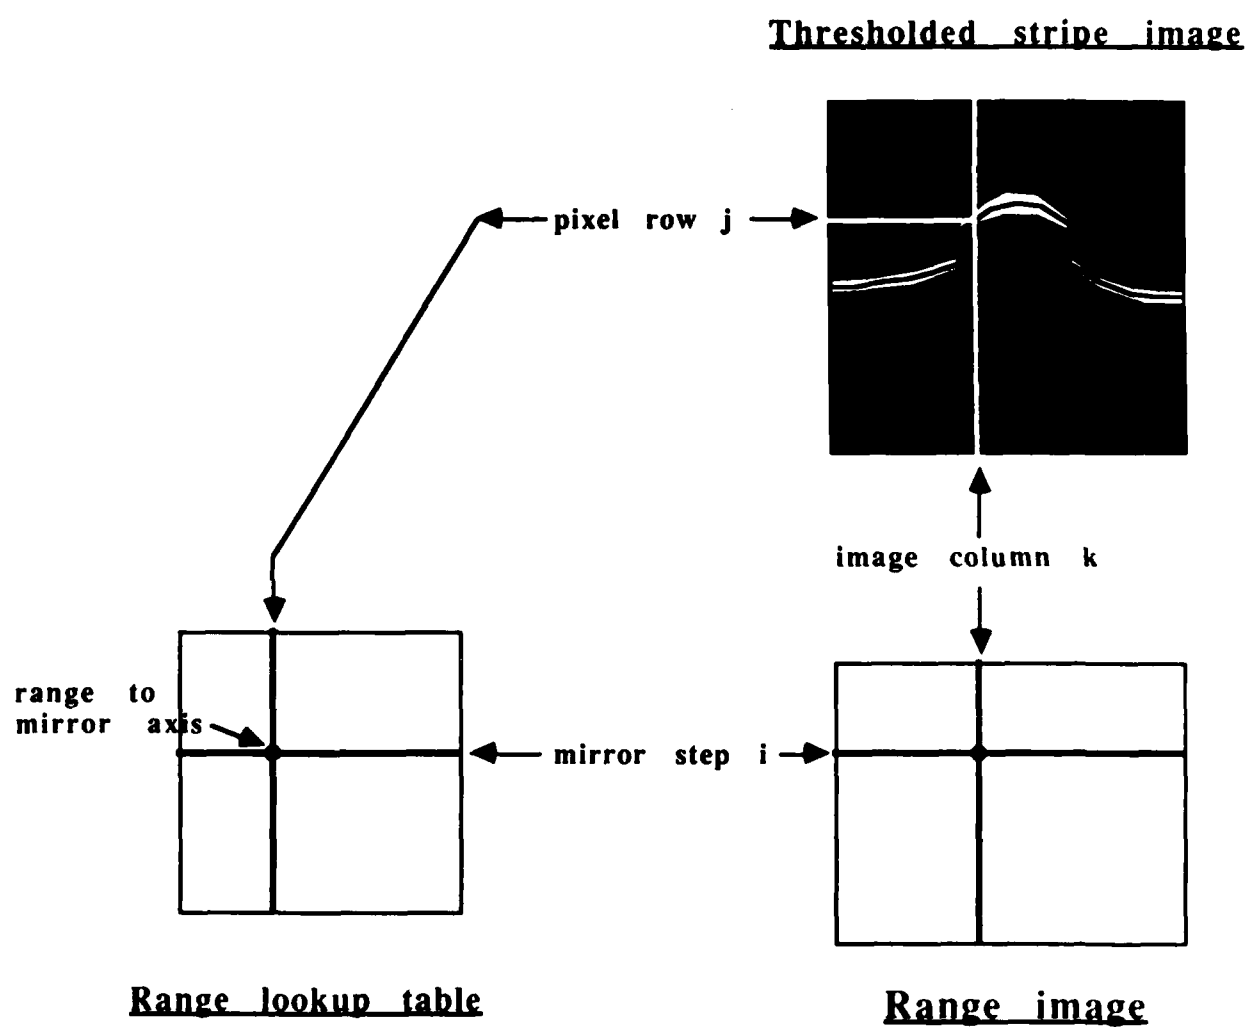 Thresholded stripe image
pixel row j
image column k
range to
mirror axis
mirror step i
Range lookup table
Range image